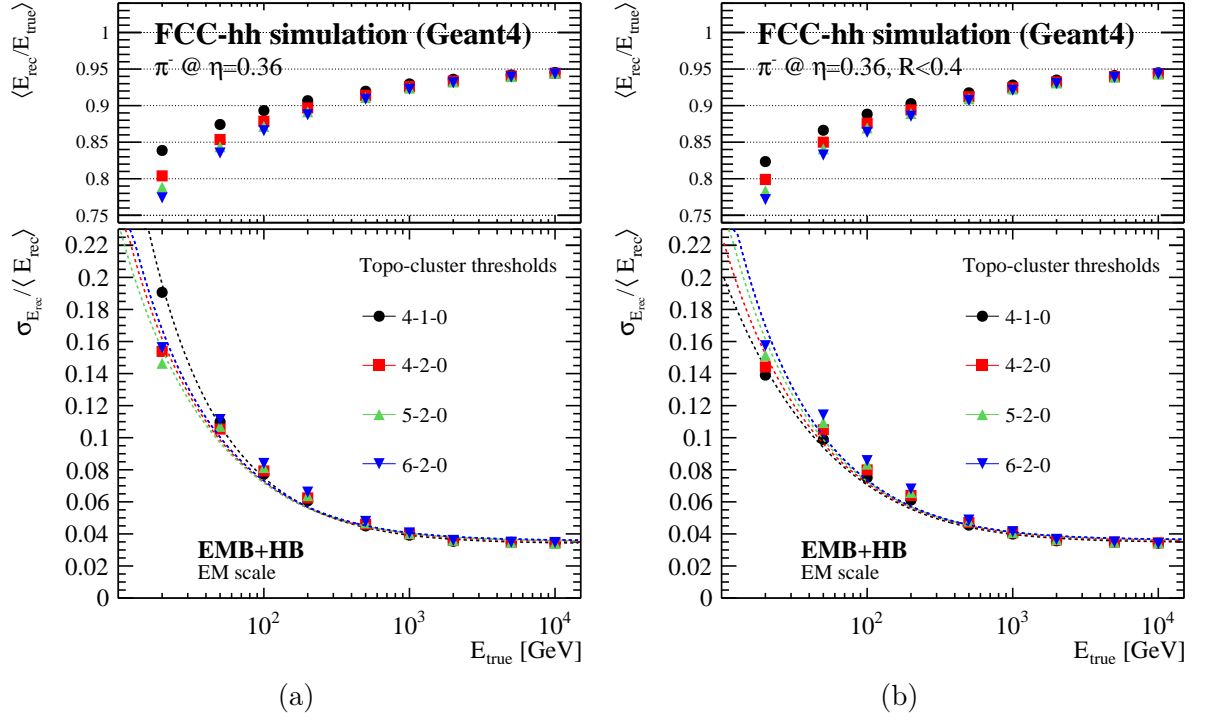 ⟨E_rec/E_true⟩
1
0.95
0.9
0.85
0.8
0.75
FCC-hh simulation (Geant4)
π⁻ @ η=0.36
σ_{E_rec}/⟨E_rec⟩
0.22
0.2
0.18
0.16
0.14
0.12
0.1
0.08
0.06
0.04
0.02
0
Topo-cluster thresholds
4-1-0
4-2-0
5-2-0
6-2-0
EMB+HB
EM scale
10²
10³
10⁴
E_true [GeV]
(a)
⟨E_rec/E_true⟩
1
0.95
0.9
0.85
0.8
0.75
FCC-hh simulation (Geant4)
π⁻ @ η=0.36, R<0.4
σ_{E_rec}/⟨E_rec⟩
0.22
0.2
0.18
0.16
0.14
0.12
0.1
0.08
0.06
0.04
0.02
0
Topo-cluster thresholds
4-1-0
4-2-0
5-2-0
6-2-0
EMB+HB
EM scale
10²
10³
10⁴
E_true [GeV]
(b)